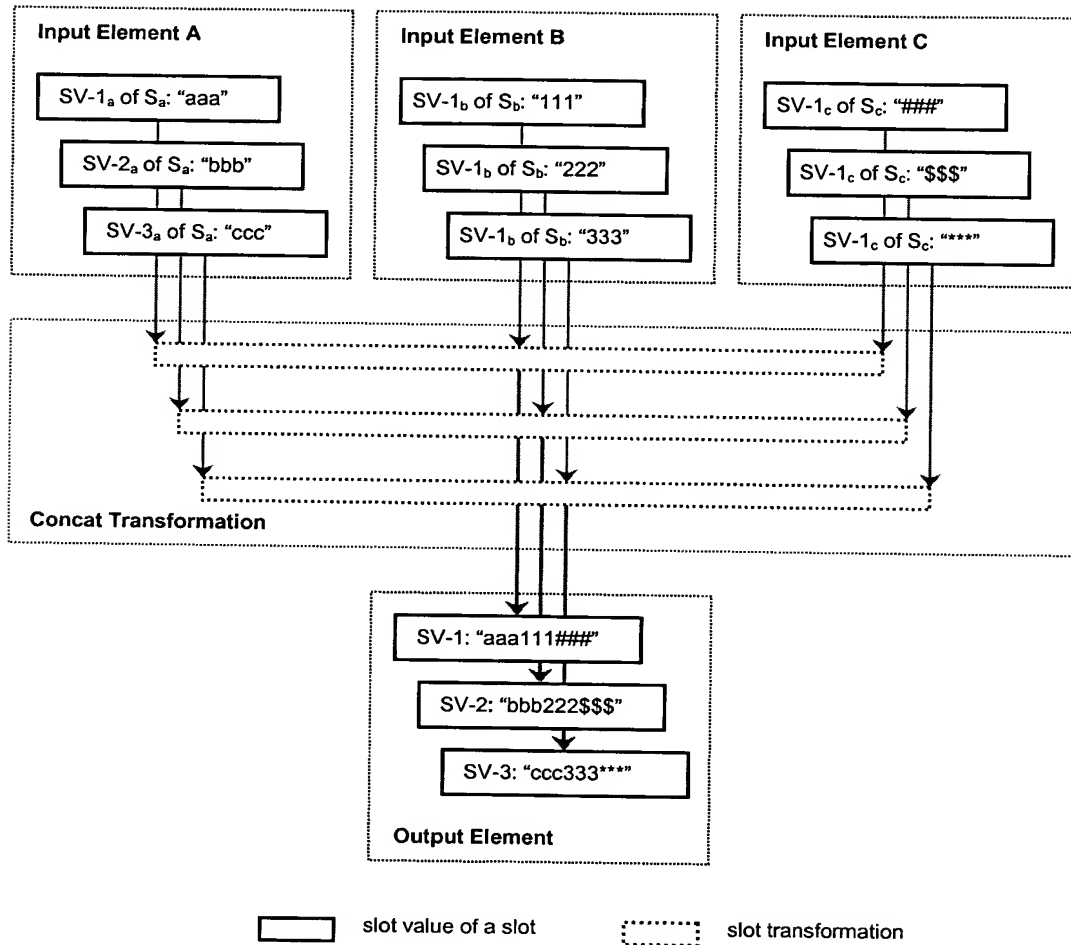 Input Element A
SV-1a of Sa: “aaa”
SV-2a of Sa: “bbb”
SV-3a of Sa: “ccc”
Input Element B
SV-1b of Sb: “111”
SV-1b of Sb: “222”
SV-1b of Sb: “333”
Input Element C
SV-1c of Sc: “###”
SV-1c of Sc: “$$$”
SV-1c of Sc: “***”
Concat Transformation
SV-1: “aaa111###”
SV-2: “bbb222$$$”
SV-3: “ccc333***”
Output Element
slot value of a slot
slot transformation